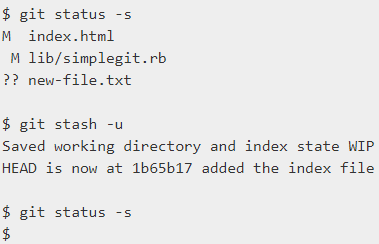 $ git status -s
M  index.html
 M lib/simplegit.rb
?? new-file.txt

$ git stash -u
Saved working directory and index state WIP
HEAD is now at 1b65b17 added the index file

$ git status -s
$